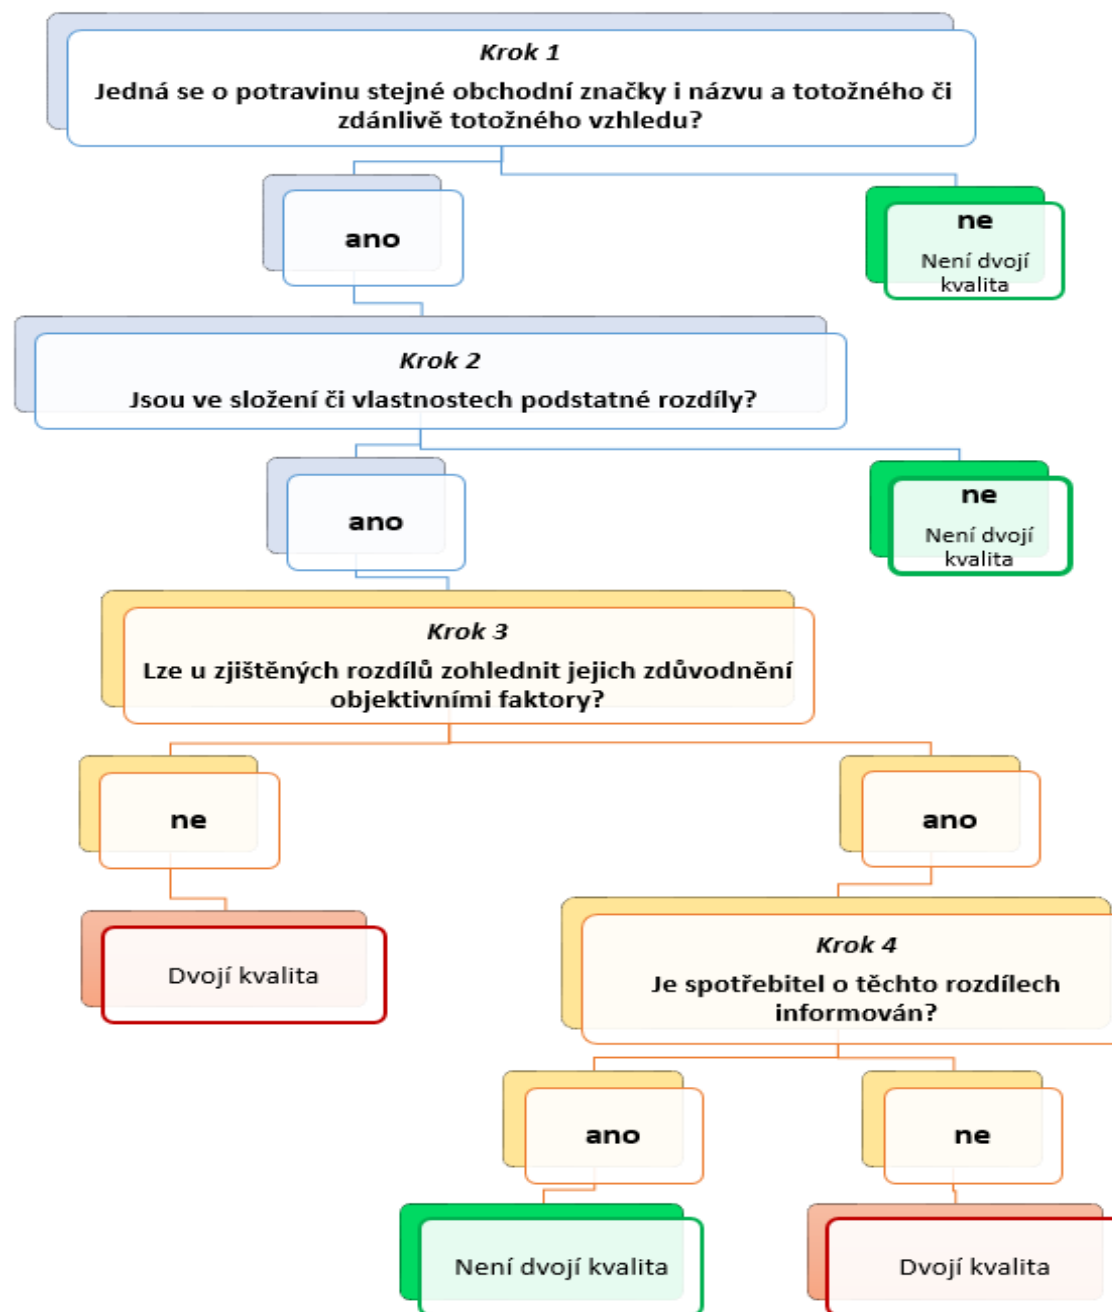 Krok 1
Jedná se o potravinu stejné obchodní značky i názvu a totožného či
zdánlivě totožného vzhledu?
ano
ne
Není dvojí
kvalita
Krok 2
Jsou ve složení či vlastnostech podstatné rozdíly?
ano
ne
Není dvojí
kvalita
Krok 3
Lze u zjištěných rozdílů zohlednit jejich zdůvodnění
objektivními faktory?
ne
ano
Dvojí kvalita
Krok 4
Je spotřebitel o těchto rozdílech
informován?
ano
ne
Není dvojí kvalita
Dvojí kvalita